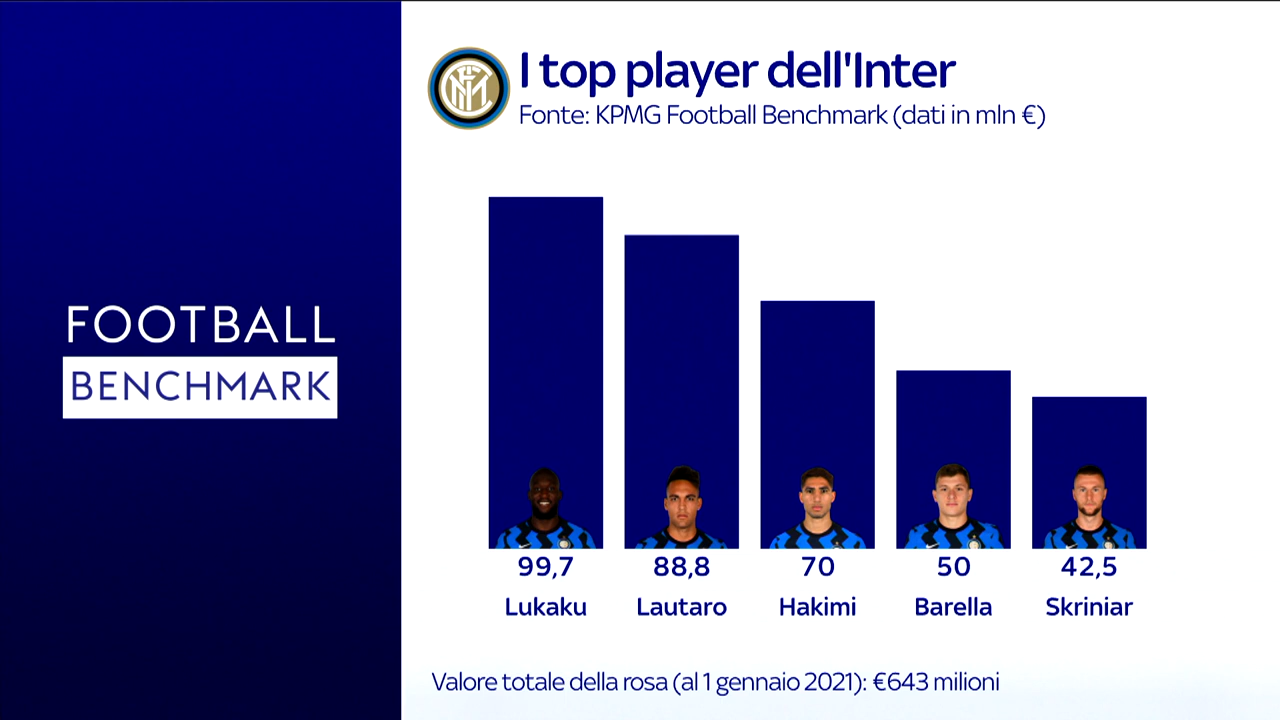 FOOTBALL
BENCHMARK
I top player dell'Inter
Fonte: KPMG Football Benchmark (dati in mln €)
99,7 88,8 70 50 42,5
Lukaku Lautaro Hakimi Barella Skriniar
Valore totale della rosa (al 1 gennaio 2021): €643 milioni